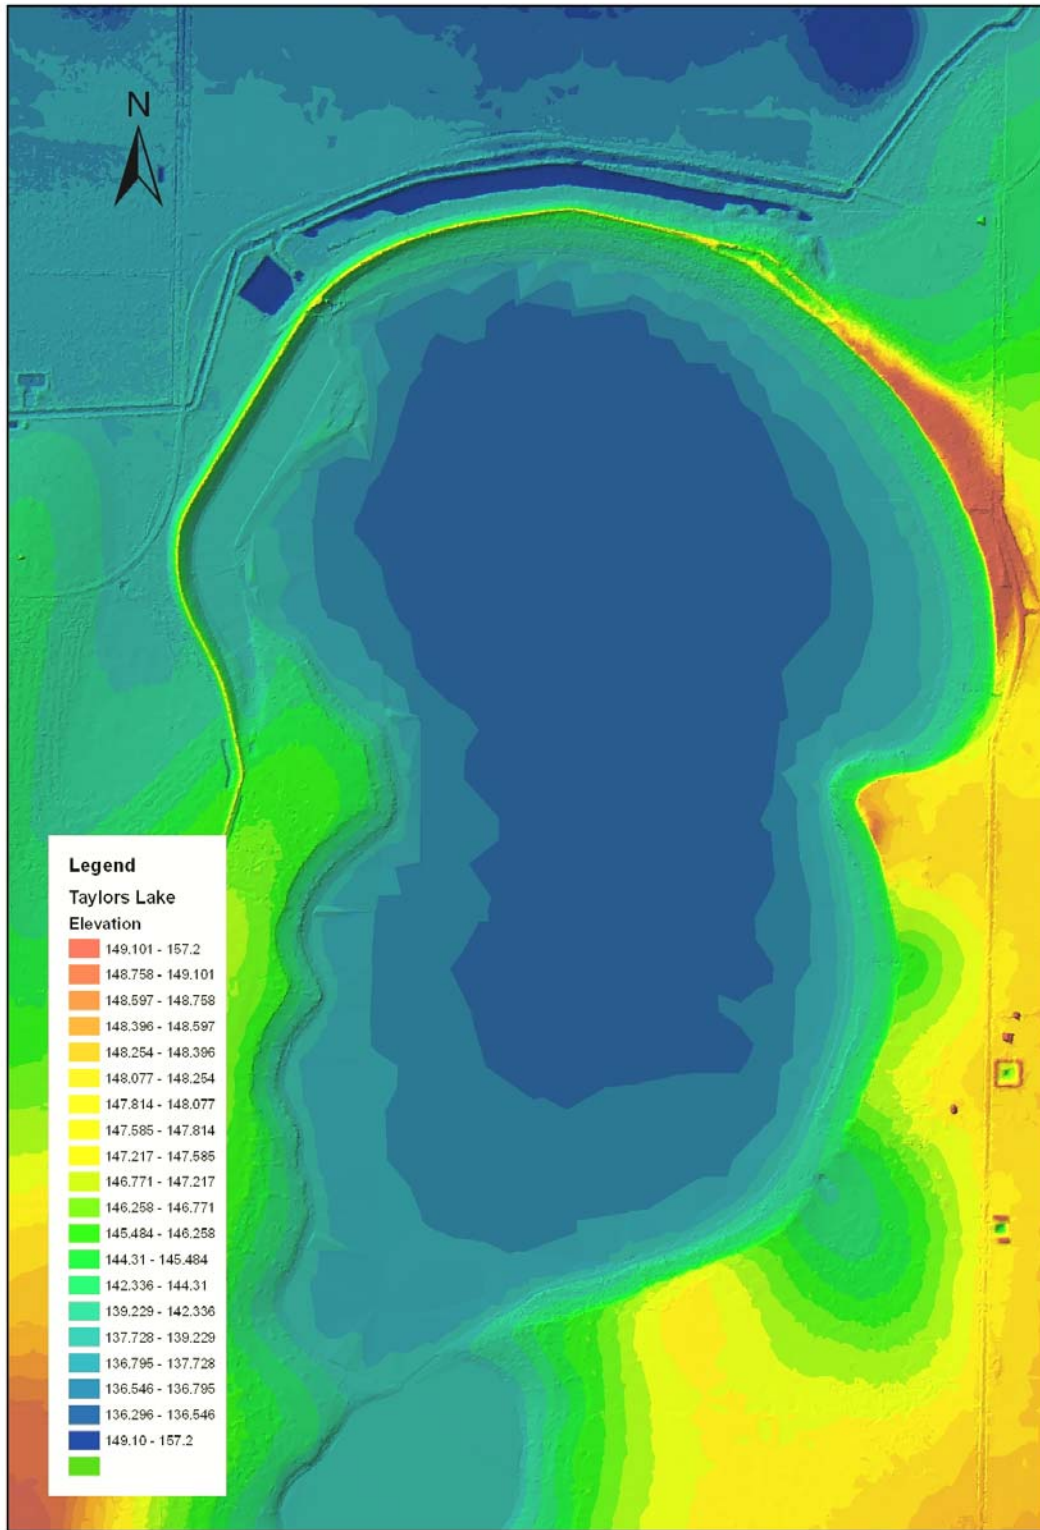 N
Legend
Taylors Lake
Elevation
149.101 - 157.2
148.758 - 149.101
148.597 - 148.758
148.396 - 148.597
148.254 - 148.396
148.077 - 148.254
147.814 - 148.077
147.585 - 147.814
147.217 - 147.585
146.771 - 147.217
146.258 - 146.771
145.484 - 146.258
144.31 - 145.484
142.336 - 144.31
139.229 - 142.336
137.728 - 139.229
136.795 - 137.728
136.546 - 136.795
136.296 - 136.546
149.10 - 157.2